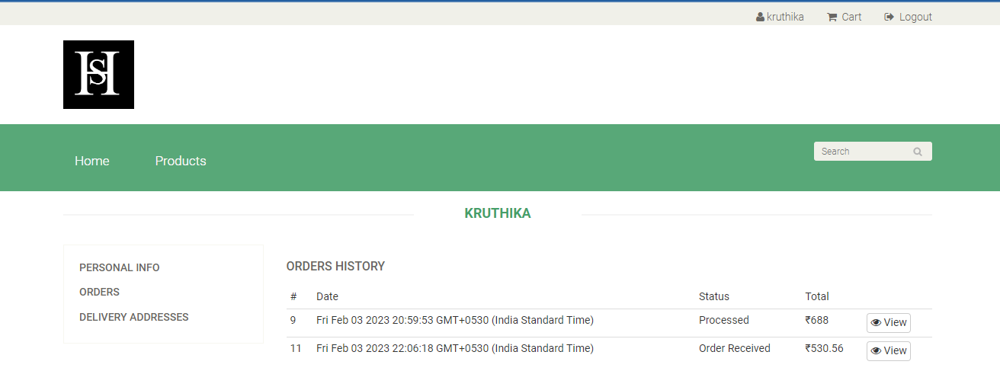 kruthika Cart Logout
HS
Home Products Search
KRUTHIKA
PERSONAL INFO
ORDERS
DELIVERY ADDRESSES
ORDERS HISTORY
# Date Status Total
9 Fri Feb 03 2023 20:59:53 GMT+0530 (India Standard Time) Processed ₹688 View
11 Fri Feb 03 2023 22:06:18 GMT+0530 (India Standard Time) Order Received ₹530.56 View